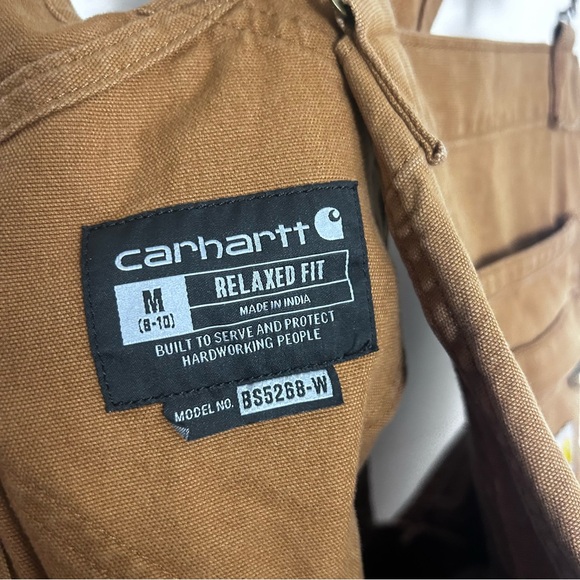 carhartt
M
(8-10)
RELAXED FIT
MADE IN INDIA
BUILT TO SERVE AND PROTECT
HARDWORKING PEOPLE
MODEL NO. BS5268-W